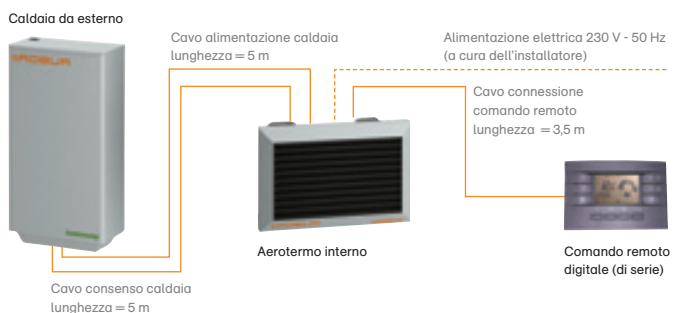 Caldaia da esterno
Cavo alimentazione caldaia
lunghezza = 5 m
Alimentazione elettrica 230 V - 50 Hz
(a cura dell'installatore)
ROBUR
Cavo connessione
comando remoto
lunghezza = 3,5 m
Aerotermo interno
Comando remoto
digitale (di serie)
Cavo consenso caldaia
lunghezza = 5 m